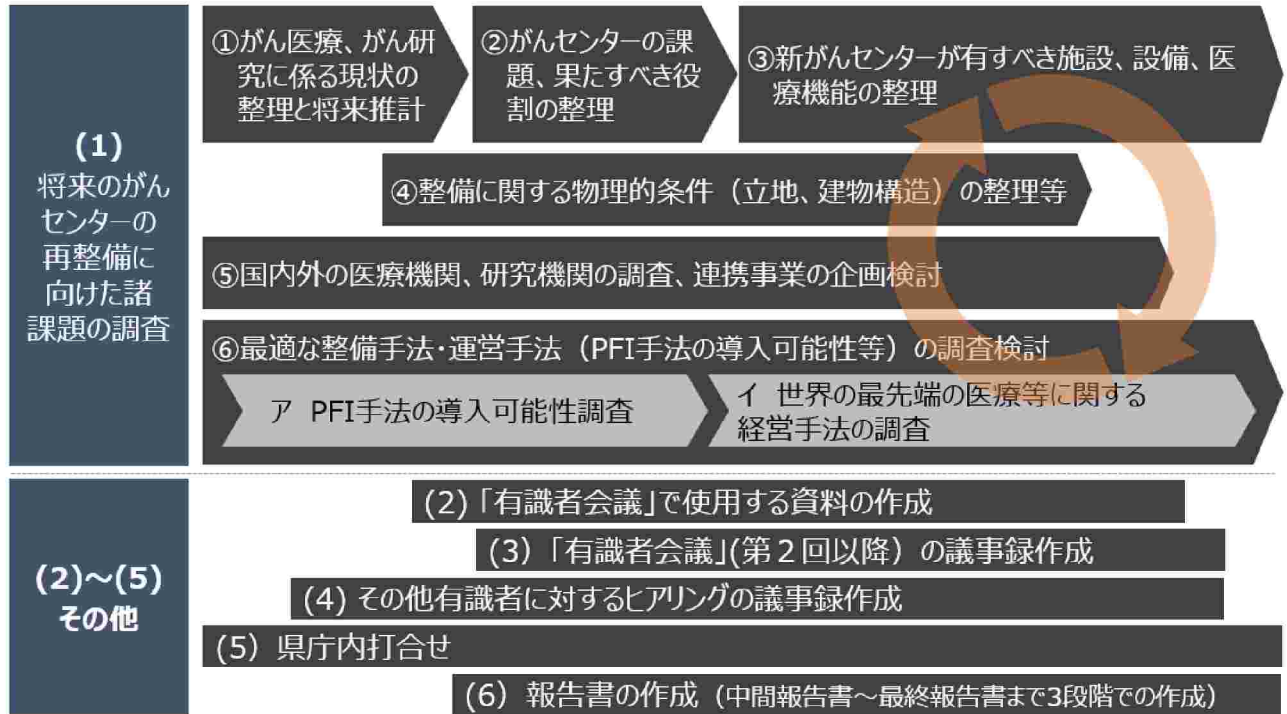 (1)
将来のがん
センターの
再整備に
向けた諸
課題の調査
①がん医療、がん研
究に係る現状の
整理と将来推計
②がんセンターの課
題、果たすべき役
割の整理
③新がんセンターが有すべき施設、設備、医
療機能の整理
④整備に関する物理的条件（立地、建物構造）の整理等
⑤国内外の医療機関、研究機関の調査、連携事業の企画検討
⑥最適な整備手法・運営手法（PFI手法の導入可能性等）の調査検討
ア PFI手法の導入可能性調査
イ 世界の最先端の医療等に関する
経営手法の調査
(2)～(5)
その他
(2)「有識者会議」で使用する資料の作成
(3)「有識者会議」(第２回以降）の議事録作成
(4) その他有識者に対するヒアリングの議事録作成
(5) 県庁内打合せ
(6) 報告書の作成（中間報告書～最終報告書まで3段階での作成）